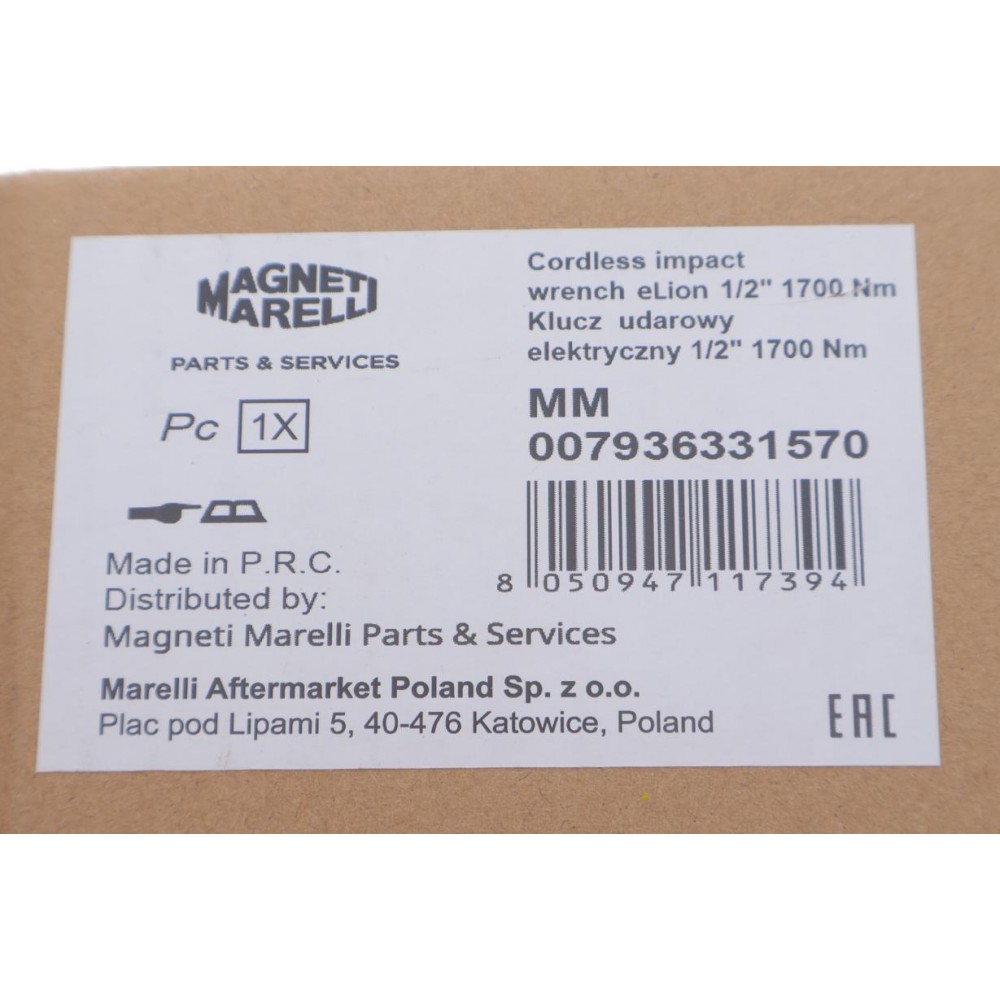 MAGNETI
MARELLI
PARTS & SERVICES
Pc 1X
Cordless impact
wrench eLion 1/2" 1700 Nm
Klucz udarowy
elektryczny 1/2" 1700 Nm
MM
007936331570
8 050947 117394
Made in P.R.C.
Distributed by:
Magneti Marelli Parts & Services
Marelli Aftermarket Poland Sp. z o.o.
Plac pod Lipami 5, 40-476 Katowice, Poland
EAC